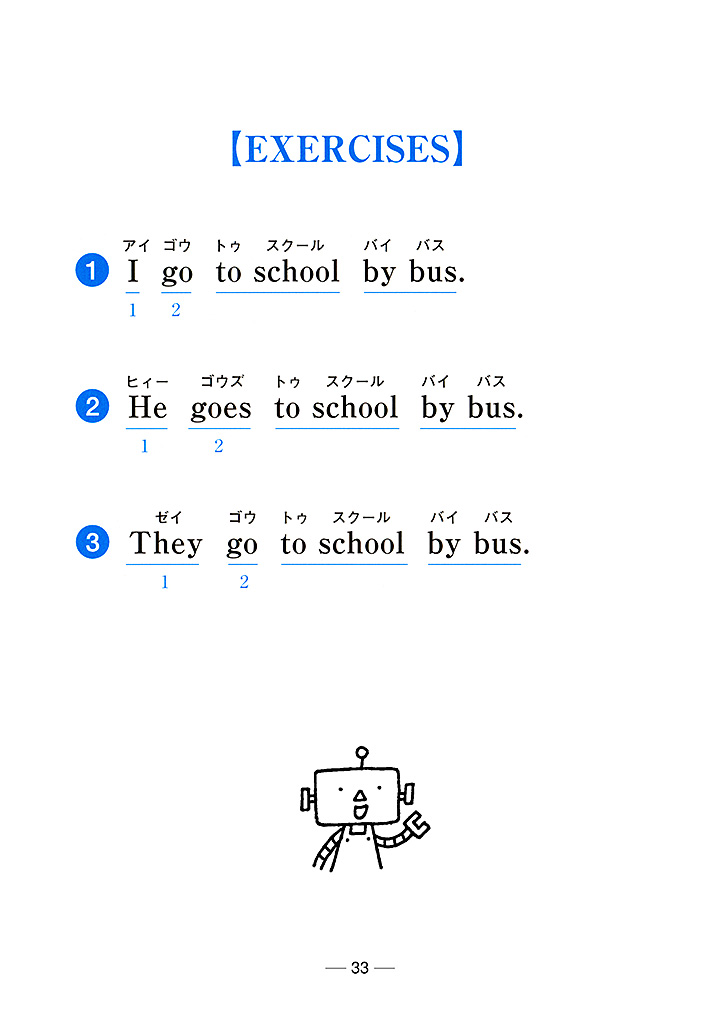 【EXERCISES】
アイ ゴウ トゥ スクール バイ バス
1 I go to school by bus.
1 2
ヒィー ゴウズ トゥ スクール バイ バス
2 He goes to school by bus.
1 2
ゼイ ゴウ トゥ スクール バイ バス
3 They go to school by bus.
1 2
— 33 —